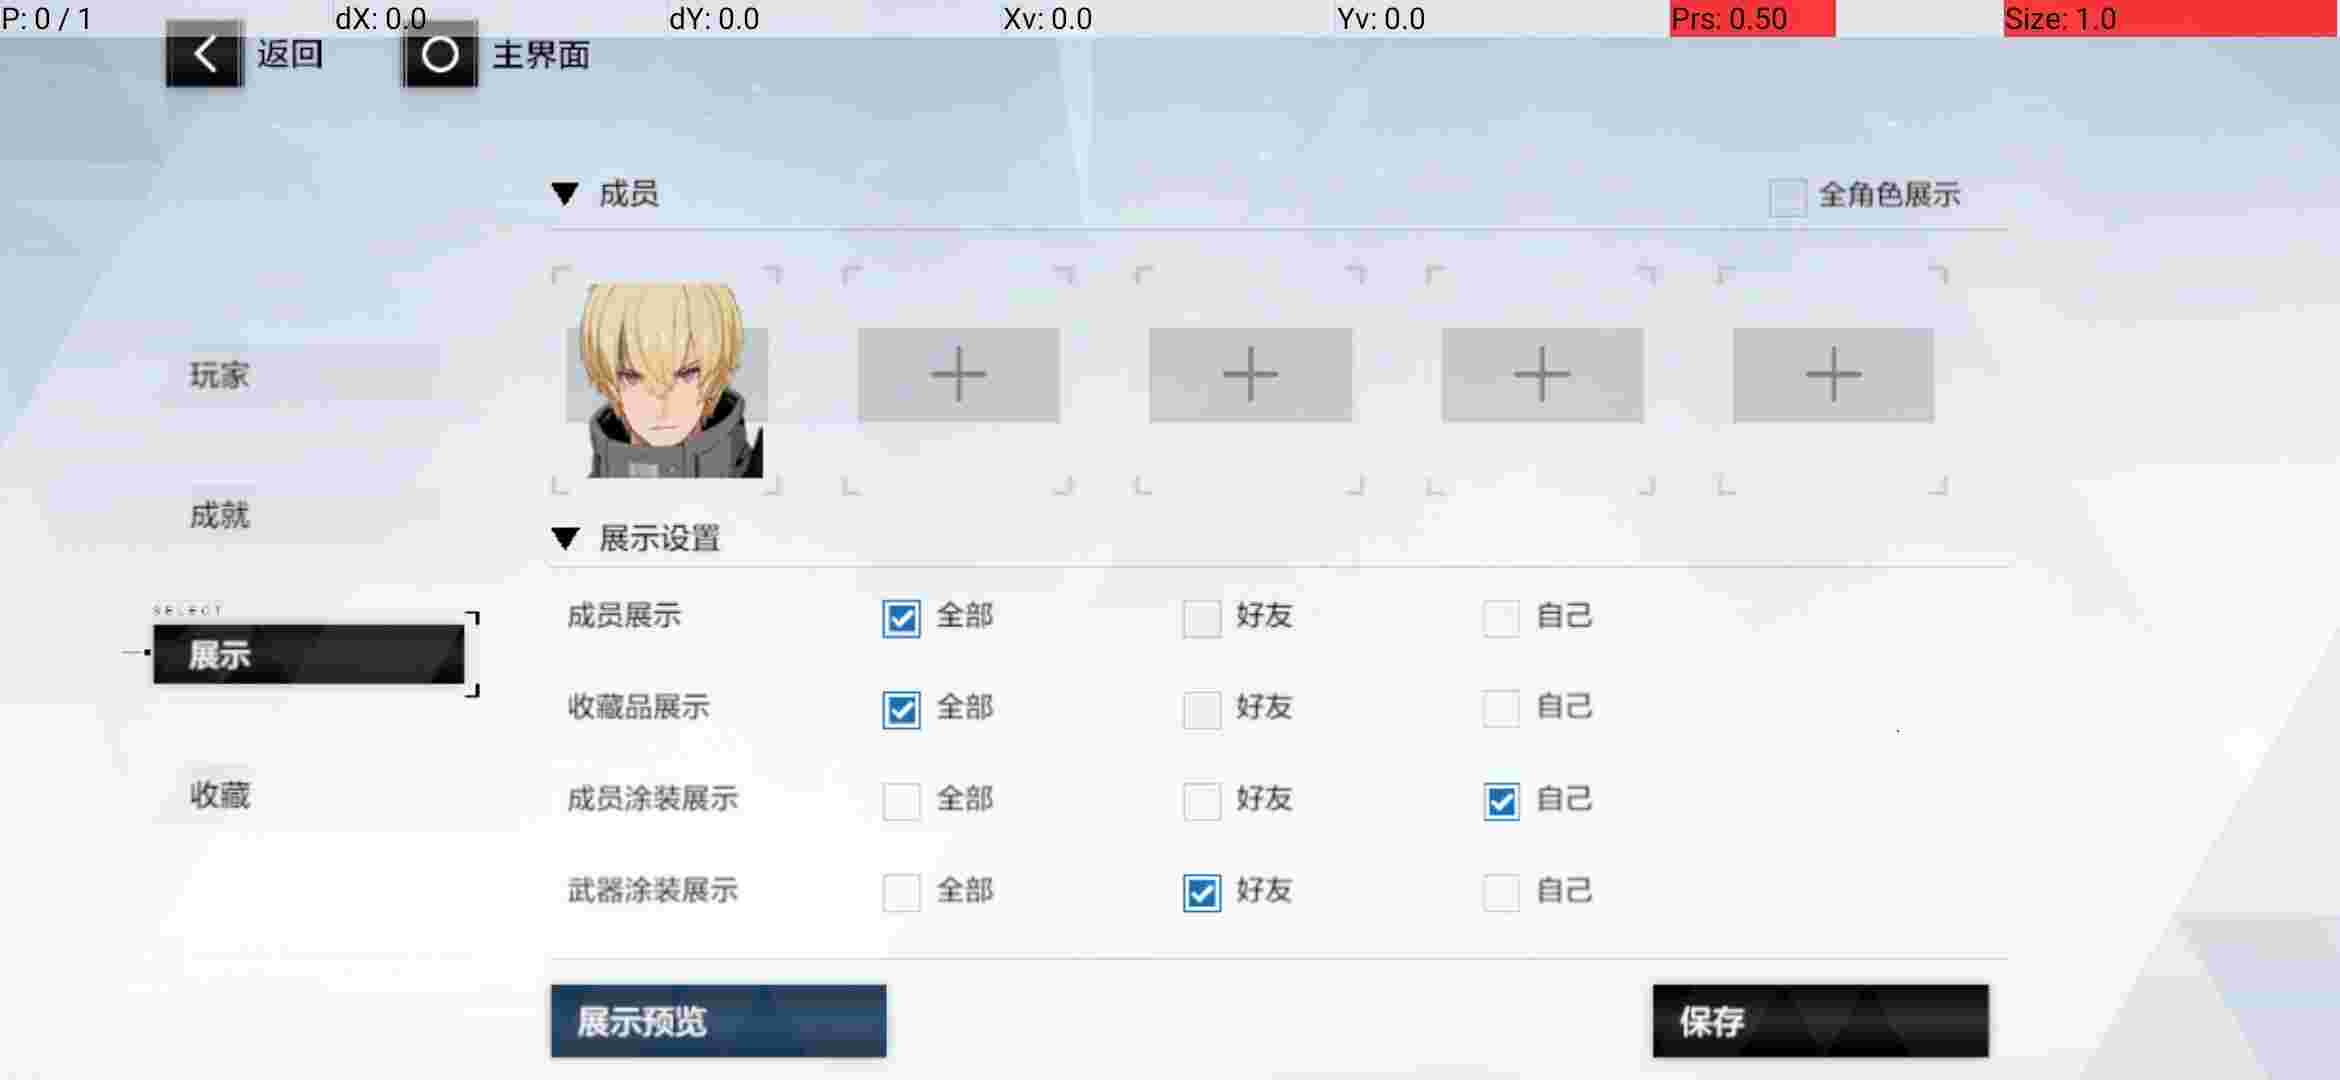 P: 0 / 1 dX: 0.0 dY: 0.0 Xv: 0.0 Yv: 0.0 Prs: 0.50 Size: 1.0
返回 主界面
成员 全角色展示
玩家
成就
SELECT
展示
收藏
展示设置
成员展示 全部 好友 自己
收藏品展示 全部 好友 自己
成员涂装展示 全部 好友 自己
武器涂装展示 全部 好友 自己
展示预览 保存